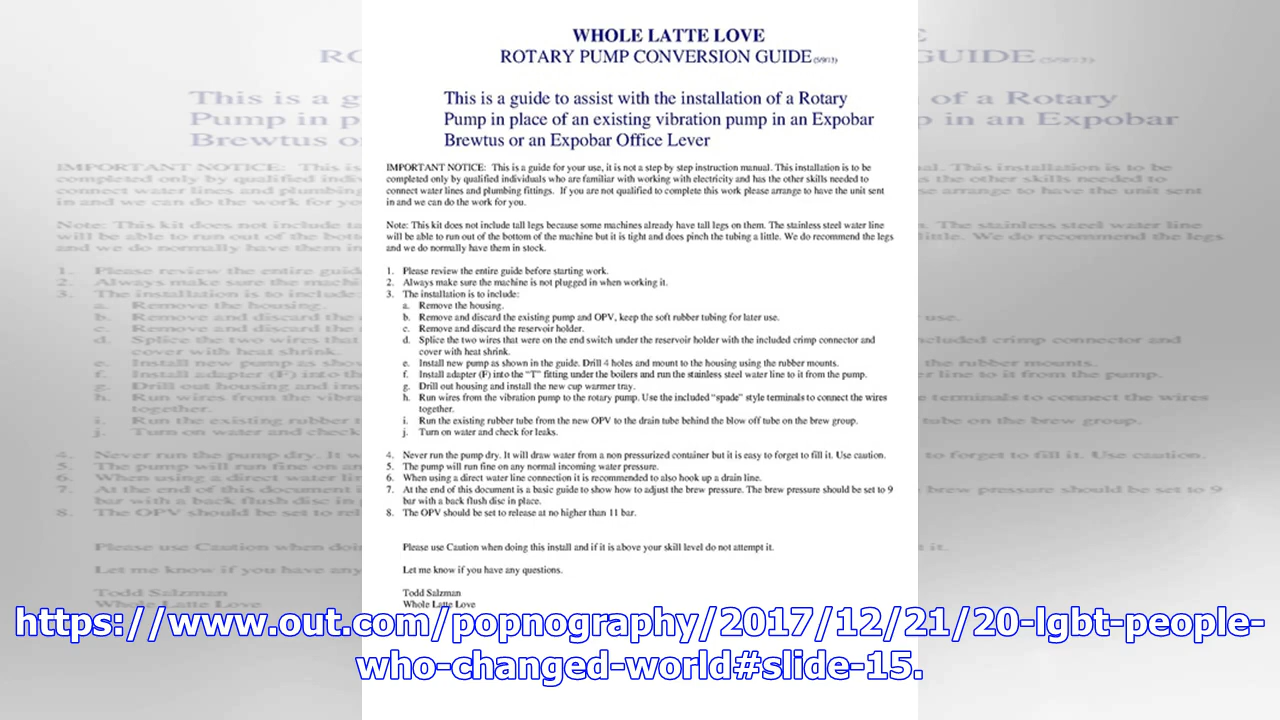 WHOLE LATTE LOVE
ROTARY PUMP CONVERSION GUIDE (5/9/13)
This is a guide to assist with the installation of a Rotary
Pump in place of an existing vibration pump in an Expobar
Brewtus or an Expobar Office Lever
IMPORTANT NOTICE: This is a guide for your use, it is not a step by step instruction manual. This installation is to be
completed only by qualified individuals who are familiar with working with electricity and has the other skills needed to
connect water lines and plumbing fittings. If you are not qualified to complete this work please arrange to have the unit sent
in and we can do the work for you.
Note: This kit does not include tall legs because some machines already have tall legs on them. The stainless steel water line
will be able to run out of the bottom of the machine but it is tight and does pinch the tubing a little. We do recommend the legs
and we do normally have them in stock.
1. Please review the entire guide before starting work.
2. Always make sure the machine is not plugged in when working it.
3. The installation is to include:
a. Remove the housing.
b. Remove and discard the existing pump and OPV, keep the soft rubber tubing for later use.
c. Remove and discard the reservoir holder.
d. Splice the two wires that were on the end switch under the reservoir holder with the included crimp connector and
cover with heat shrink.
e. Install new pump as shown in the guide. Drill 4 holes and mount to the housing using the rubber mounts.
f. Install adapter (F) into the "T" fitting under the boilers and run the stainless steel water line to it from the pump.
g. Drill out housing and install the new cup warmer tray.
h. Run wires from the vibration pump to the rotary pump. Use the included "spade" style terminals to connect the wires
together.
i. Run the existing rubber tube from the new OPV to the drain tube behind the blow off tube on the brew group.
j. Turn on water and check for leaks.
4. Never run the pump dry. It will draw water from a non pressurized container but it is easy to forget to fill it. Use caution.
5. The pump will run fine on any normal incoming water pressure.
6. When using a direct water line connection it is recommended to also hook up a drain line.
7. At the end of this document is a basic guide to show how to adjust the brew pressure. The brew pressure should be set to 9
bar with a back flush disc in place.
8. The OPV should be set to release at no higher than 11 bar.
Please use Caution when doing this install and if it is above your skill level do not attempt it.
Let me know if you have any questions.
Todd Salzman
Whole Latte Love
https://www.out.com/popnography/2017/12/21/20-lgbt-people-
who-changed-world#slide-15.